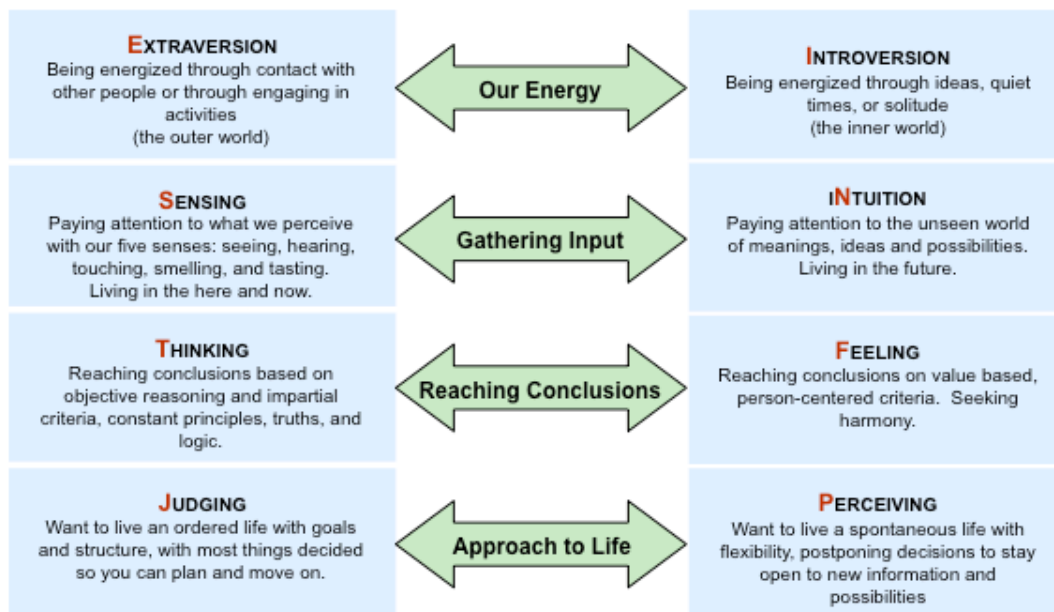 EXTRAVERSION
Being energized through contact with
other people or through engaging in
activities
(the outer world)
Our Energy
INTROVERSION
Being energized through ideas, quiet
times, or solitude
(the inner world)
SENSING
Paying attention to what we perceive
with our five senses: seeing, hearing,
touching, smelling, and tasting.
Living in the here and now.
Gathering Input
INTUITION
Paying attention to the unseen world
of meanings, ideas and possibilities.
Living in the future.
THINKING
Reaching conclusions based on
objective reasoning and impartial
criteria, constant principles, truths, and
logic.
Reaching Conclusions
FEELING
Reaching conclusions on value based,
person-centered criteria.  Seeking
harmony.
JUDGING
Want to live an ordered life with goals
and structure, with most things decided
so you can plan and move on.
Approach to Life
PERCEIVING
Want to live a spontaneous life with
flexibility, postponing decisions to stay
open to new information and
possibilities